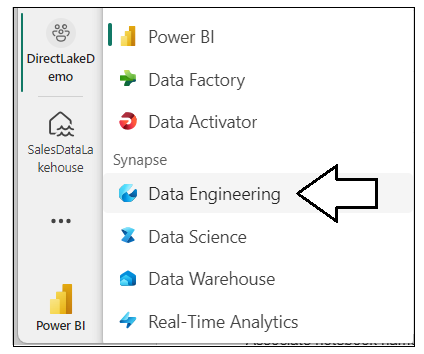 DirectLakeD
emo
SalesDataLa
kehouse
...
Power BI
Power BI
Data Factory
Data Activator
Synapse
Data Engineering
Data Science
Data Warehouse
Real-Time Analytics